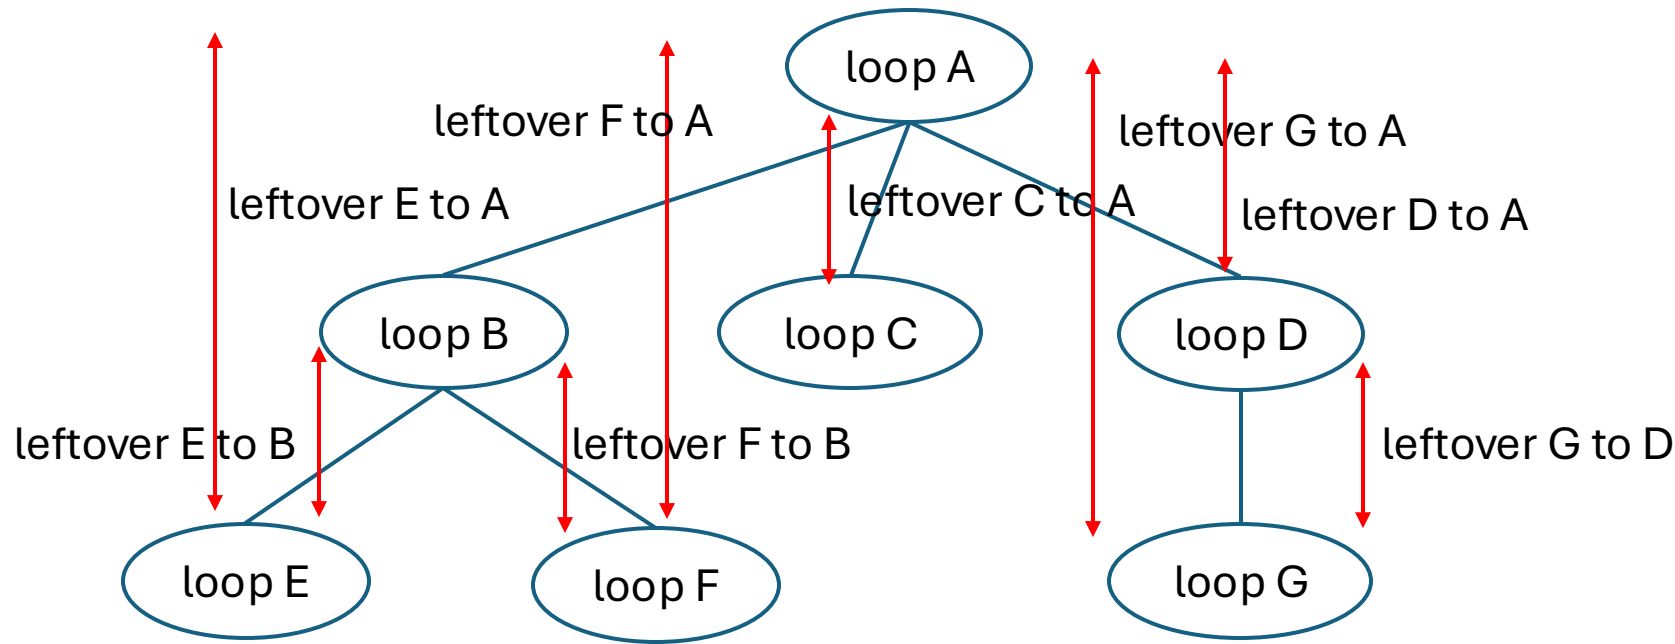 loop A
leftover F to A
leftover G to A
leftover E to A
leftover C to A
leftover D to A
loop B
loop C
loop D
leftover E to B
leftover F to B
leftover G to D
loop E
loop F
loop G